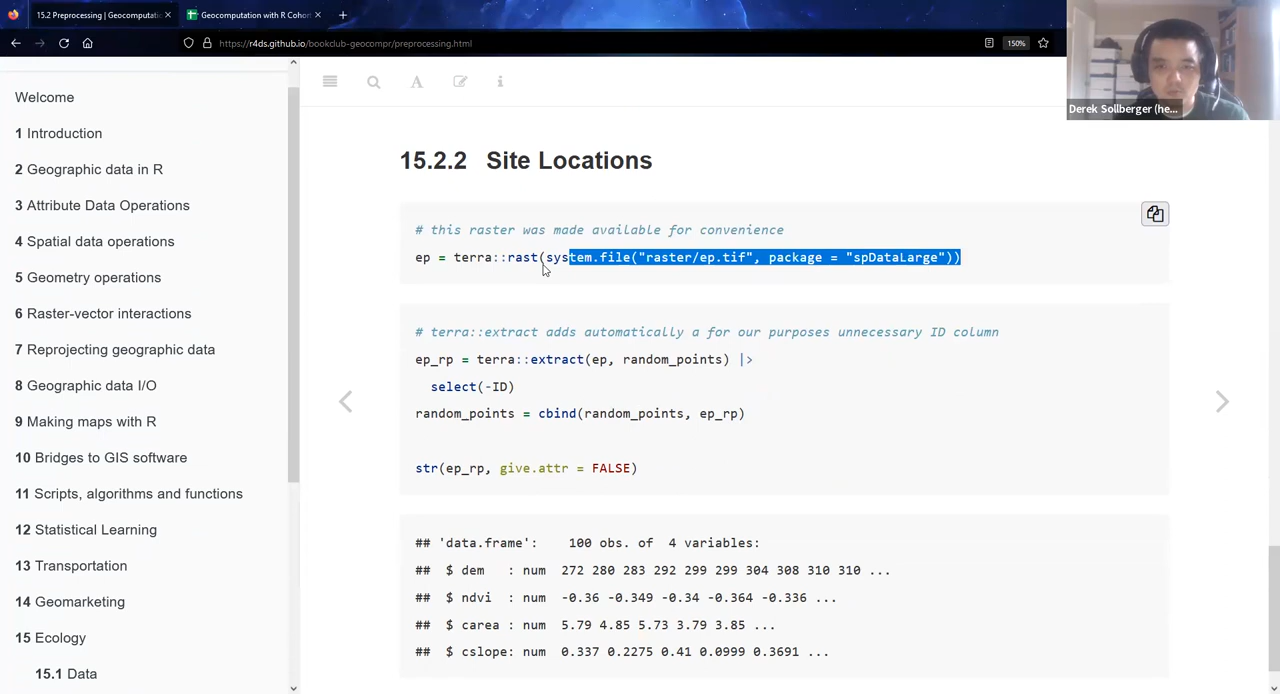 15.2 Preprocessing | Geocomputatio
Geocomputation with R Cohor
https://r4ds.github.io/bookclub-geocompr/preprocessing.html
150%
Derek Sollberger (he...
Welcome
1 Introduction
2 Geographic data in R
3 Attribute Data Operations
4 Spatial data operations
5 Geometry operations
6 Raster-vector interactions
7 Reprojecting geographic data
8 Geographic data I/O
9 Making maps with R
10 Bridges to GIS software
11 Scripts, algorithms and functions
12 Statistical Learning
13 Transportation
14 Geomarketing
15 Ecology
15.1 Data
15.2.2 Site Locations
# this raster was made available for convenience
ep = terra::rast(system.file("raster/ep.tif", package = "spDataLarge"))
# terra::extract adds automatically a for our purposes unnecessary ID column
ep_rp = terra::extract(ep, random_points) |>
select(-ID)
random_points = cbind(random_points, ep_rp)
str(ep_rp, give.attr = FALSE)
## 'data.frame': 100 obs. of 4 variables:
## $ dem : num 272 280 283 292 299 299 304 308 310 310 ...
## $ ndvi : num -0.36 -0.349 -0.34 -0.364 -0.336 ...
## $ carea : num 5.79 4.85 5.73 3.79 3.85 ...
## $ cslope: num 0.337 0.2275 0.41 0.0999 0.3691 ...